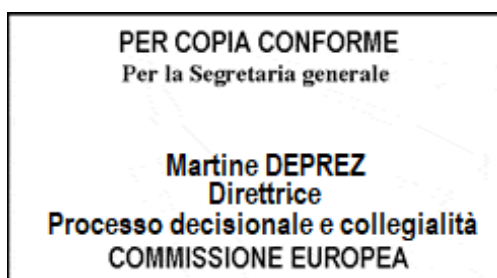 PER COPIA CONFORME
Per la Segretaria generale
Martine DEPREZ
Direttrice
Processo decisionale e collegialità
COMMISSIONE EUROPEA